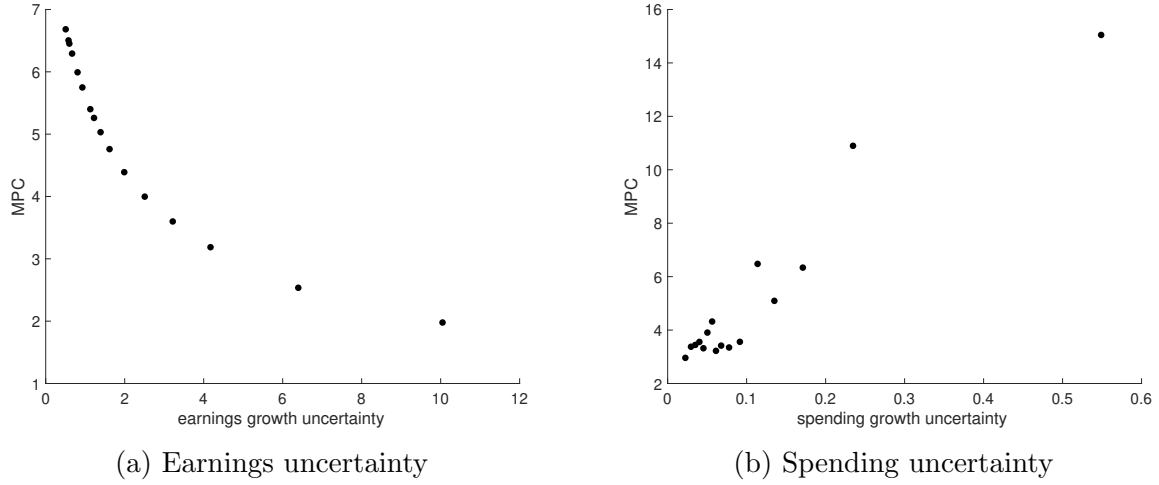 7
6
5
4
3
2
1
MPC
0 2 4 6 8 10 12
earnings growth uncertainty
(a) Earnings uncertainty
16
14
12
10
8
6
4
2
MPC
0 0.1 0.2 0.3 0.4 0.5 0.6
spending growth uncertainty
(b) Spending uncertainty